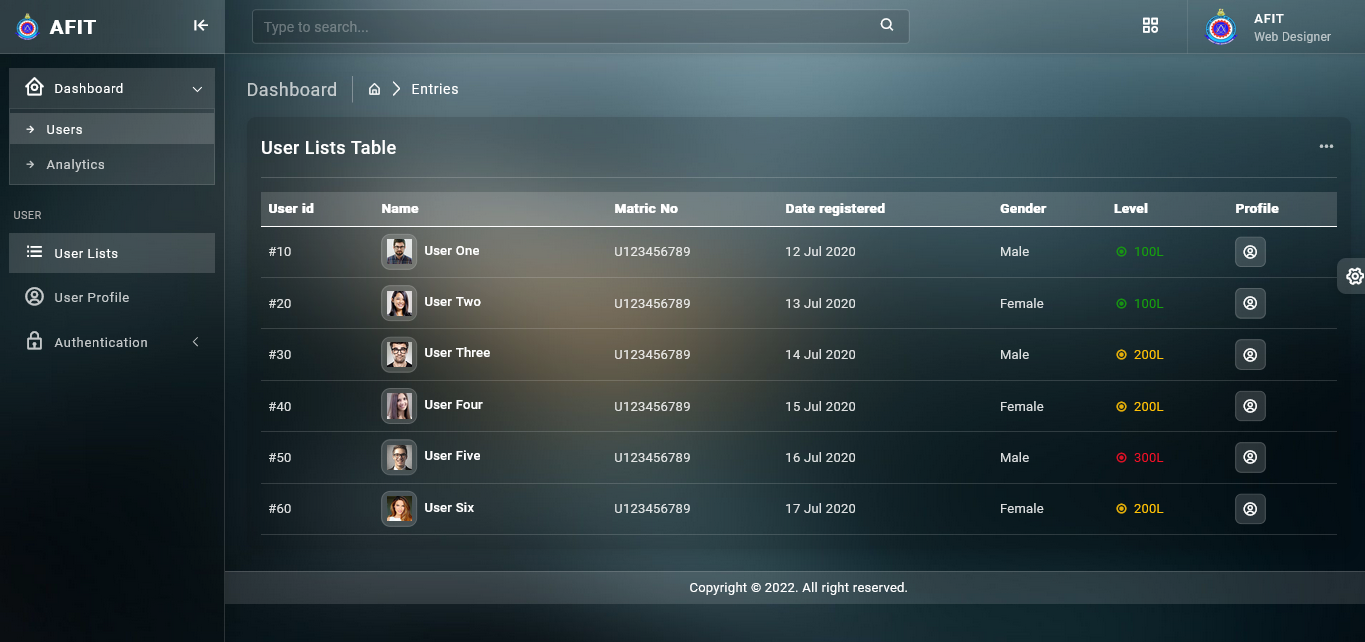 AFIT
Type to search...
AFIT
Web Designer
Dashboard
Users
Analytics
USER
User Lists
User Profile
Authentication
Dashboard Entries
User Lists Table
User id Name Matric No Date registered Gender Level Profile
#10 User One U123456789 12 Jul 2020 Male 100L
#20 User Two U123456789 13 Jul 2020 Female 100L
#30 User Three U123456789 14 Jul 2020 Male 200L
#40 User Four U123456789 15 Jul 2020 Female 200L
#50 User Five U123456789 16 Jul 2020 Male 300L
#60 User Six U123456789 17 Jul 2020 Female 200L
Copyright © 2022. All right reserved.